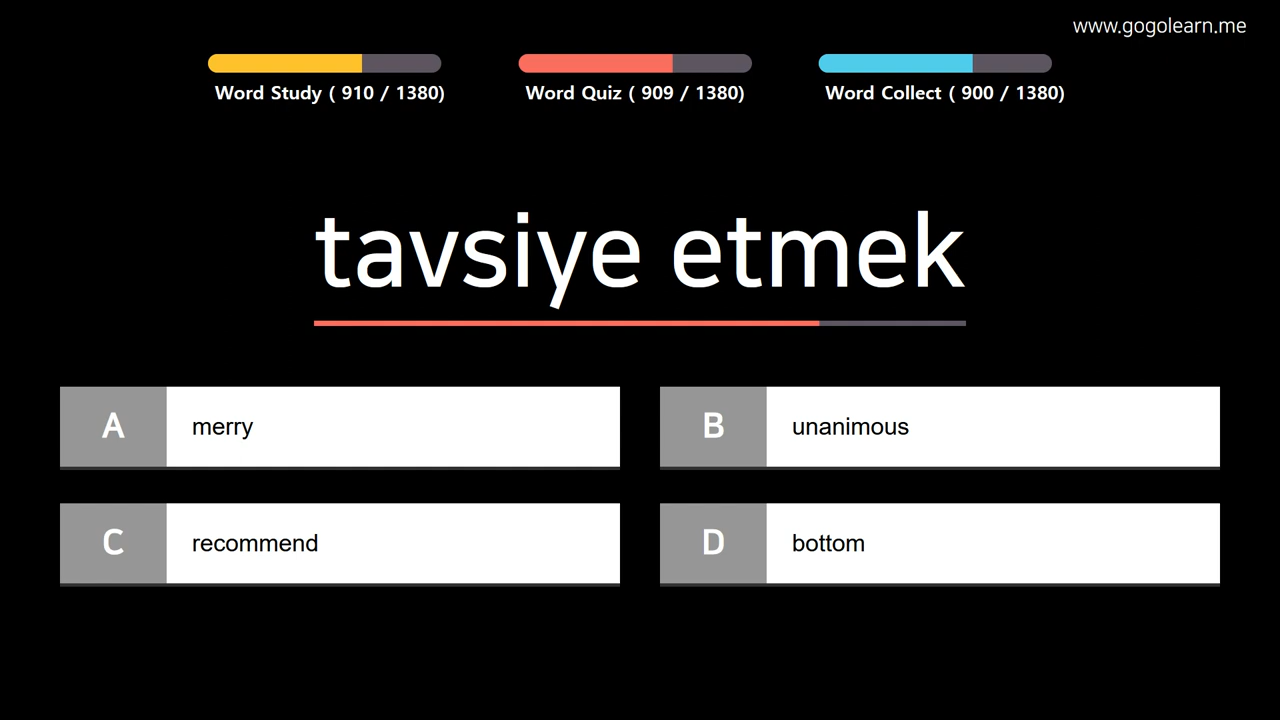 www.gogolearn.me
Word Study ( 910 / 1380)
Word Quiz ( 909 / 1380)
Word Collect ( 900 / 1380)
tavsiye etmek
A merry
B unanimous
C recommend
D bottom